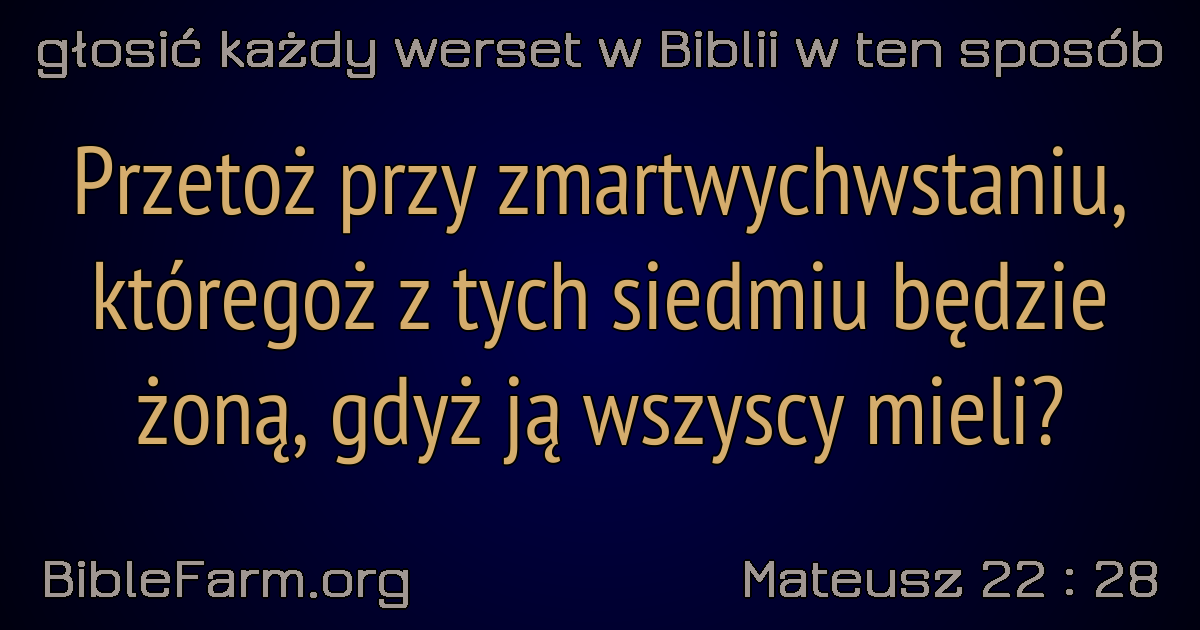 głosić każdy werset w Biblii w ten sposób
Przetoż przy zmartwychwstaniu,
któregoż z tych siedmiu będzie
żoną, gdyż ją wszyscy mieli?
BibleFarm.org
Mateusz 22 : 28